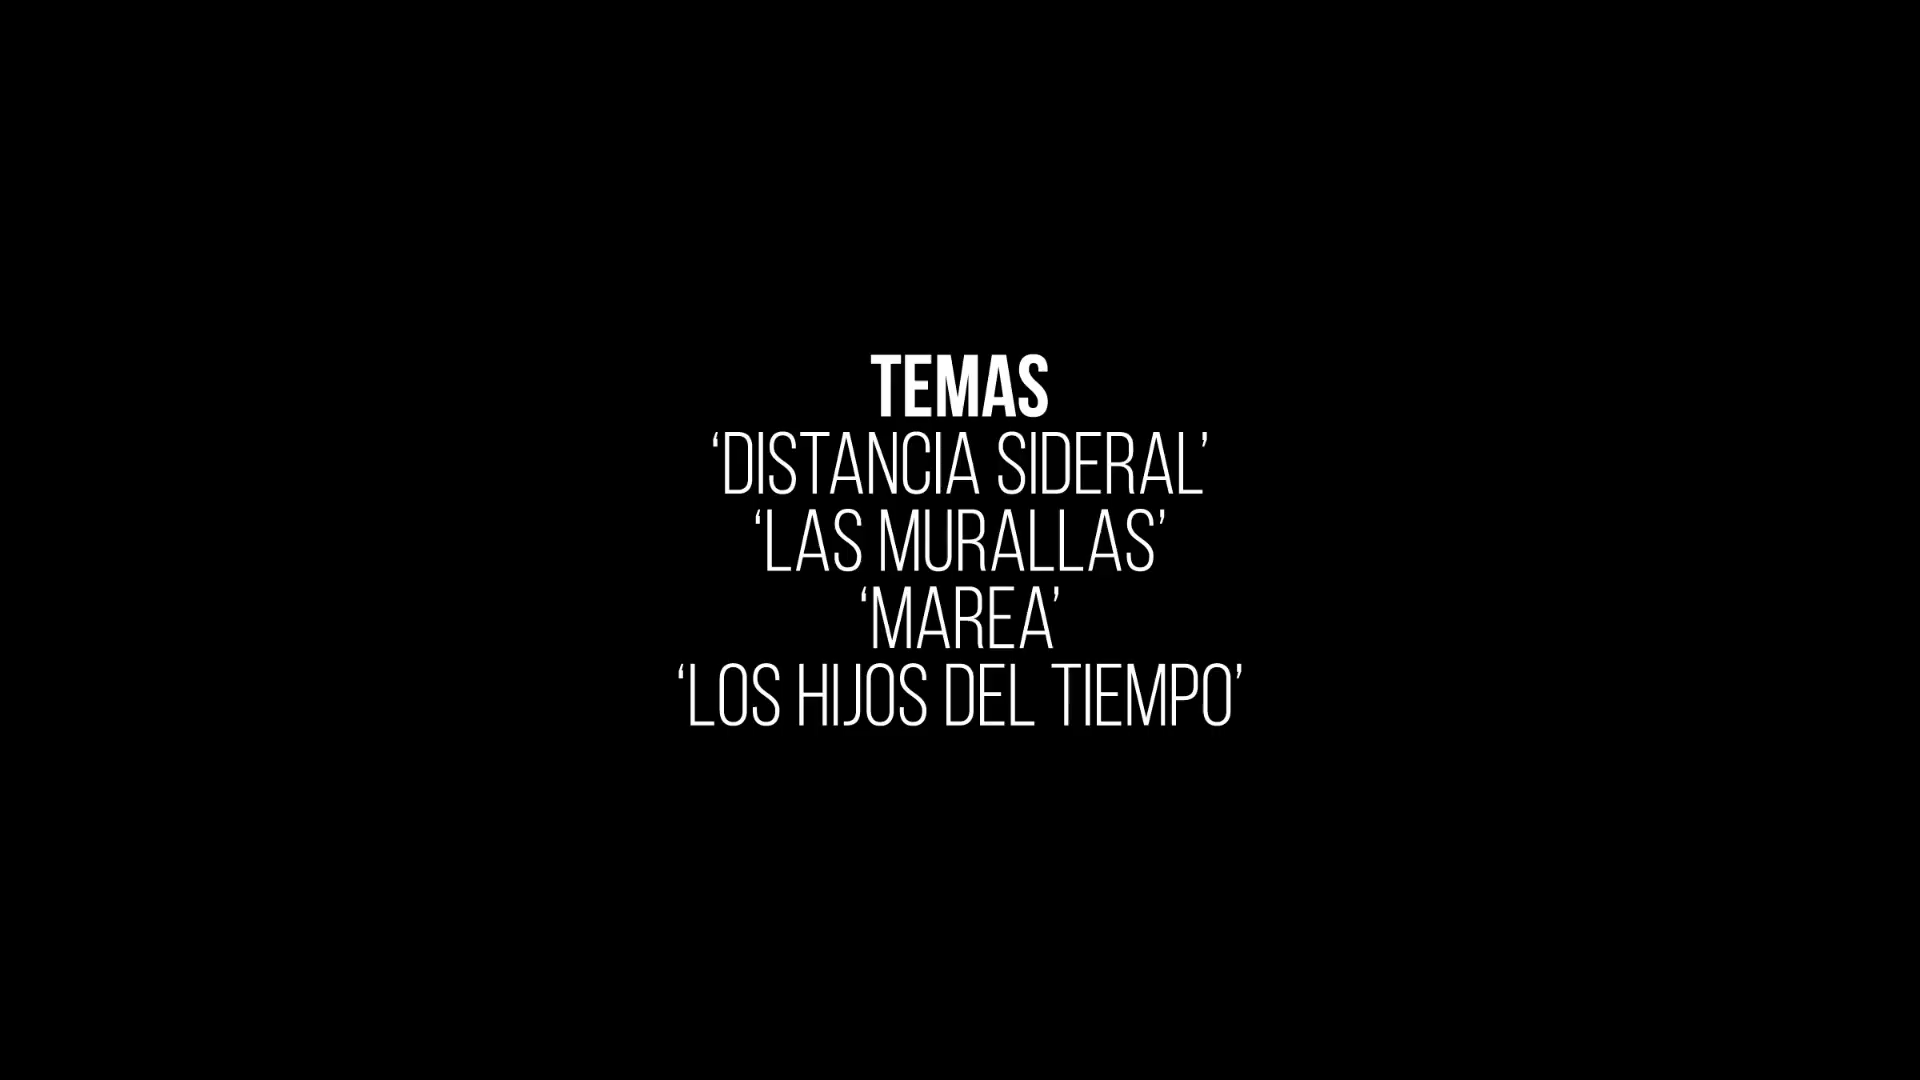 TEMAS
‘DISTANCIA SIDERAL’
‘LAS MURALLAS’
‘MAREA’
‘LOS HIJOS DEL TIEMPO’